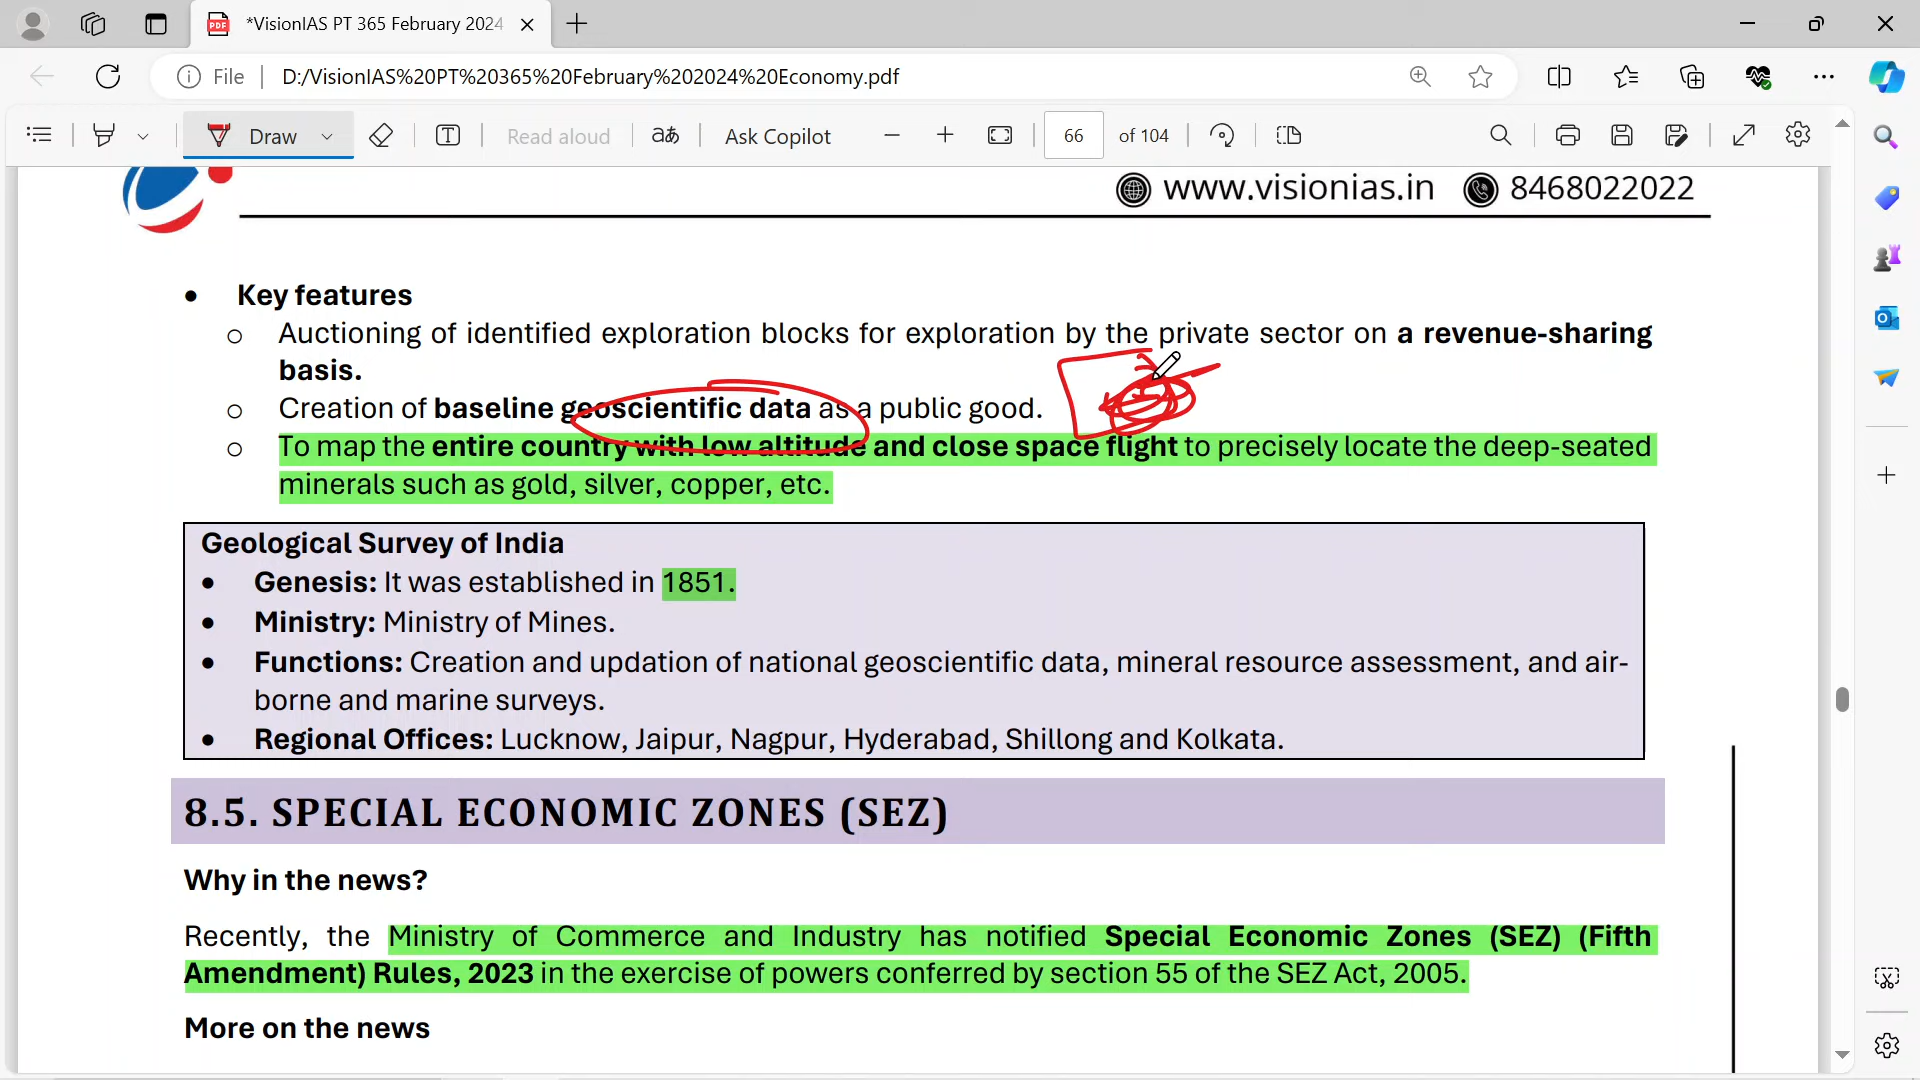 *VisionIAS PT 365 February 2024
File
D:/VisionIAS%20PT%20365%20February%202024%20Economy.pdf
Draw
Read aloud
aあ
Ask Copilot
66
of 104
www.visionias.in
8468022022
• Key features
o Auctioning of identified exploration blocks for exploration by the private sector on a revenue-sharing
basis.
o Creation of baseline geoscientific data as a public good.
o To map the entire country with low altitude and close space flight to precisely locate the deep-seated
minerals such as gold, silver, copper, etc.
Geological Survey of India
• Genesis: It was established in 1851.
• Ministry: Ministry of Mines.
• Functions: Creation and updation of national geoscientific data, mineral resource assessment, and air-
borne and marine surveys.
• Regional Offices: Lucknow, Jaipur, Nagpur, Hyderabad, Shillong and Kolkata.
8.5. SPECIAL ECONOMIC ZONES (SEZ)
Why in the news?
Recently, the Ministry of Commerce and Industry has notified Special Economic Zones (SEZ) (Fifth
Amendment) Rules, 2023 in the exercise of powers conferred by section 55 of the SEZ Act, 2005.
More on the news